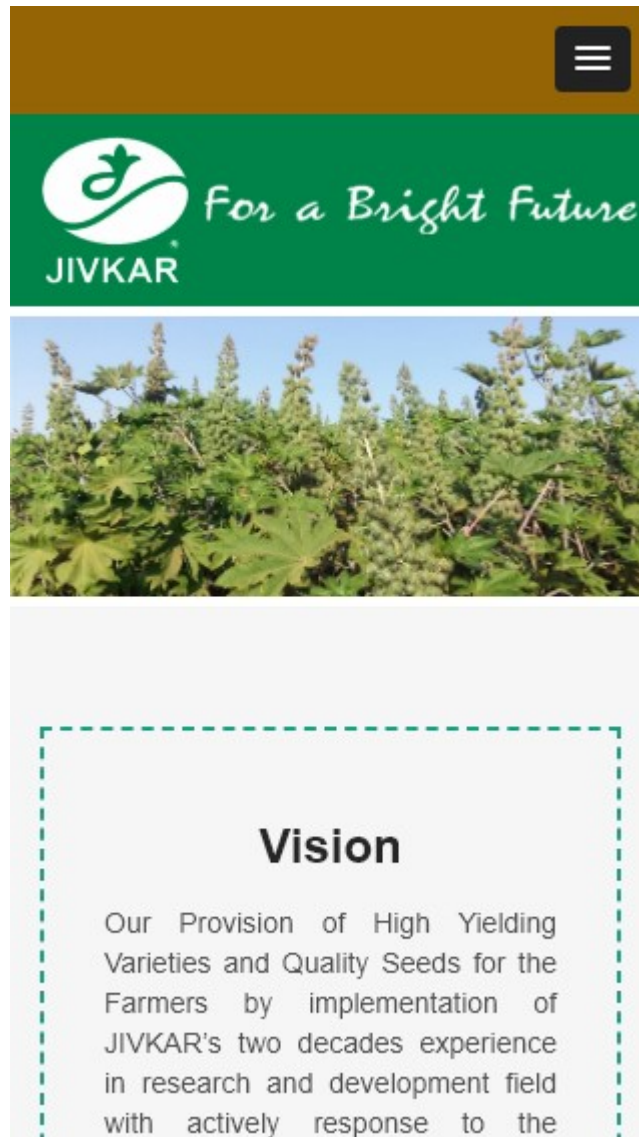 For a Bright Future
JIVKAR
Vision
Our Provision of High Yielding
Varieties and Quality Seeds for the
Farmers by implementation of
JIVKAR's two decades experience
in research and development field
with actively response to the